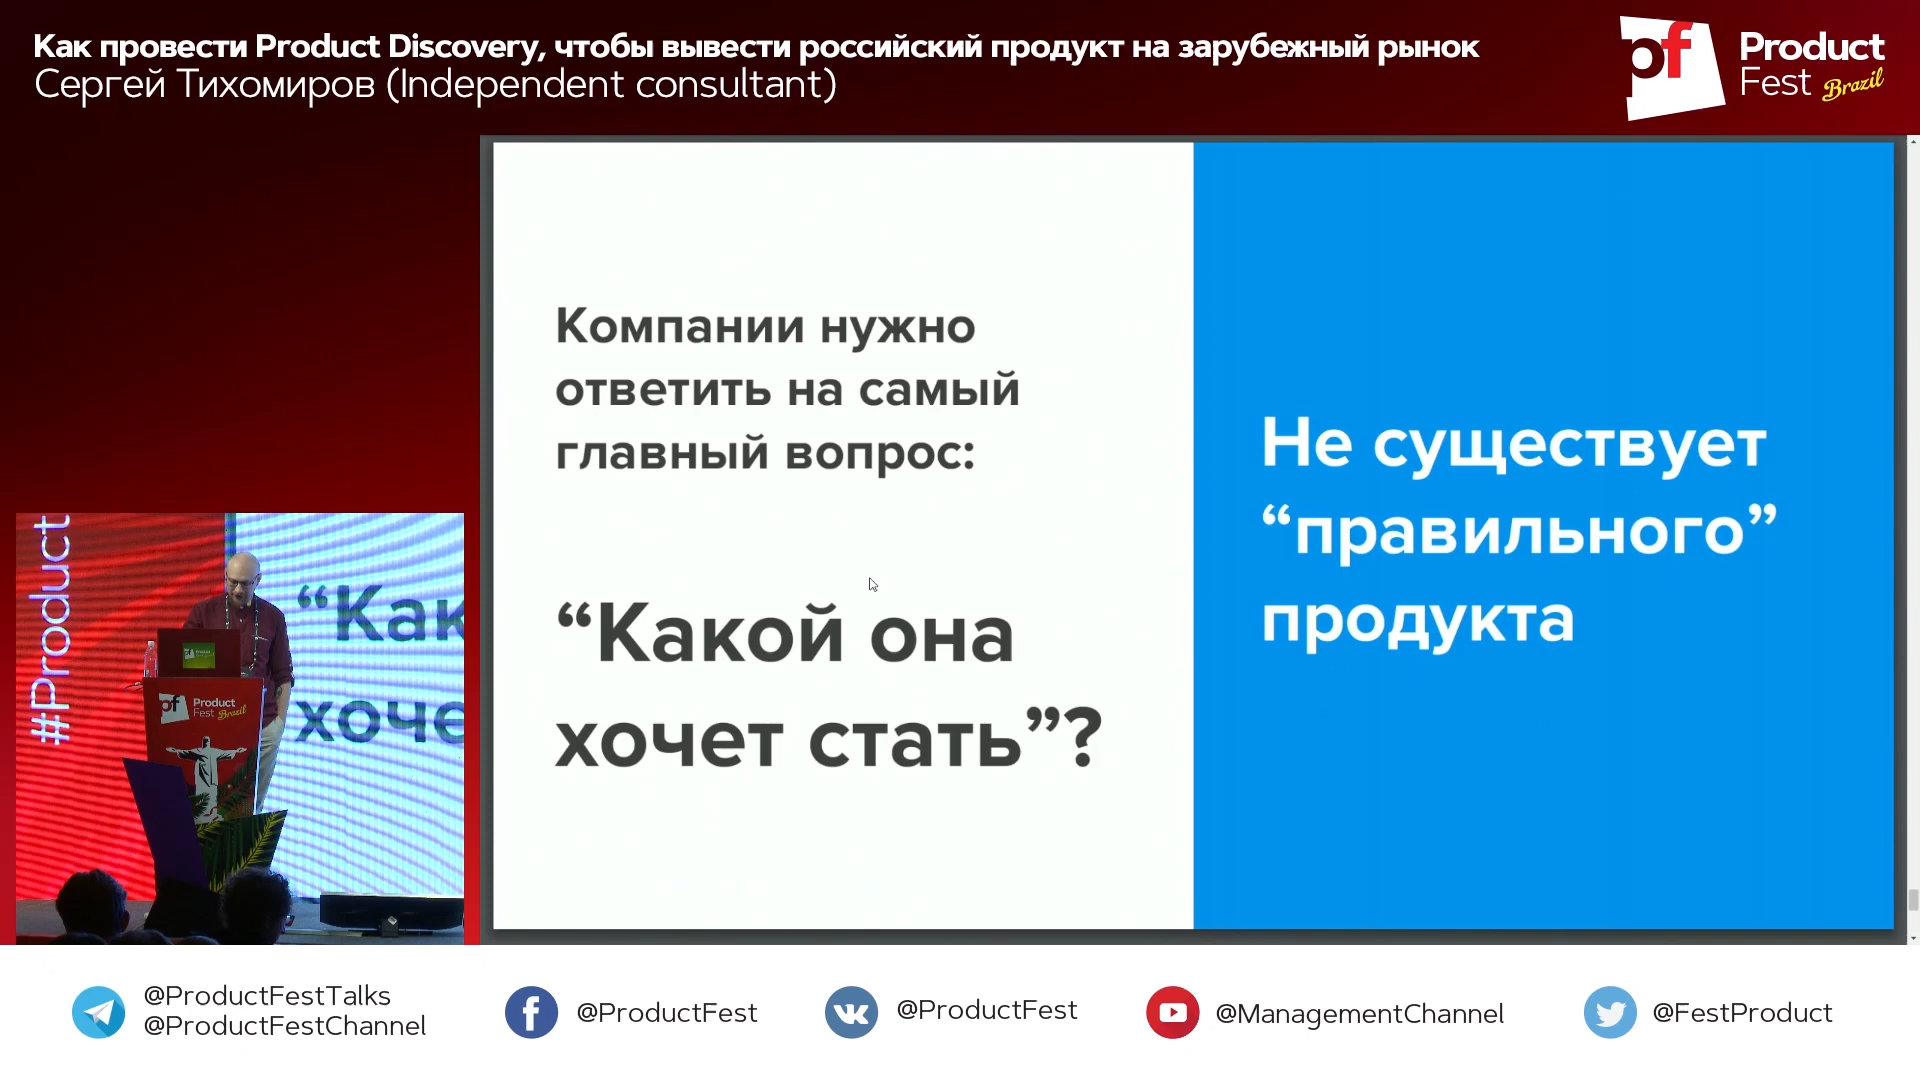 Как провести Product Discovery, чтобы вывести российский продукт на зарубежный рынок
Сергей Тихомиров (Independent consultant)
pf
Product
Fest Brazil
Компании нужно
ответить на самый
главный вопрос:
“Какой она
хочет стать”?
Не существует
“правильного”
продукта
#Product
“Как
хоче
pf Product
Fest Brazil
@ProductFestTalks
@ProductFestChannel
@ProductFest
@ProductFest
@ManagementChannel
@FestProduct